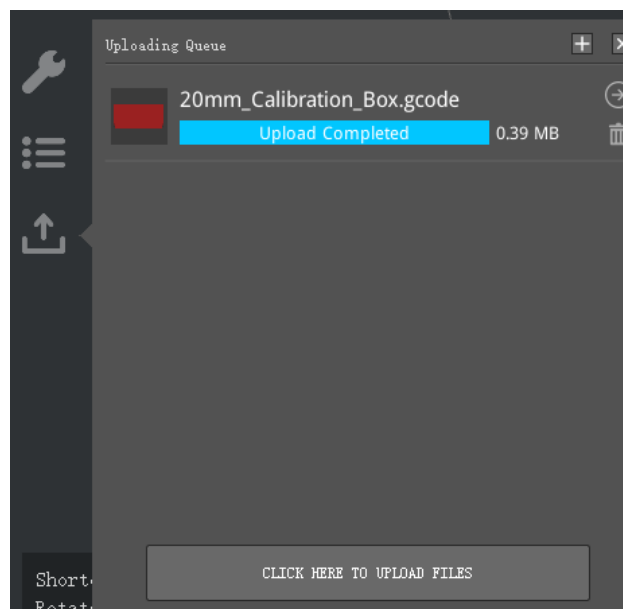 Uploading Queue
20mm_Calibration_Box.gcode
Upload Completed 0.39 MB
CLICK HERE TO UPLOAD FILES